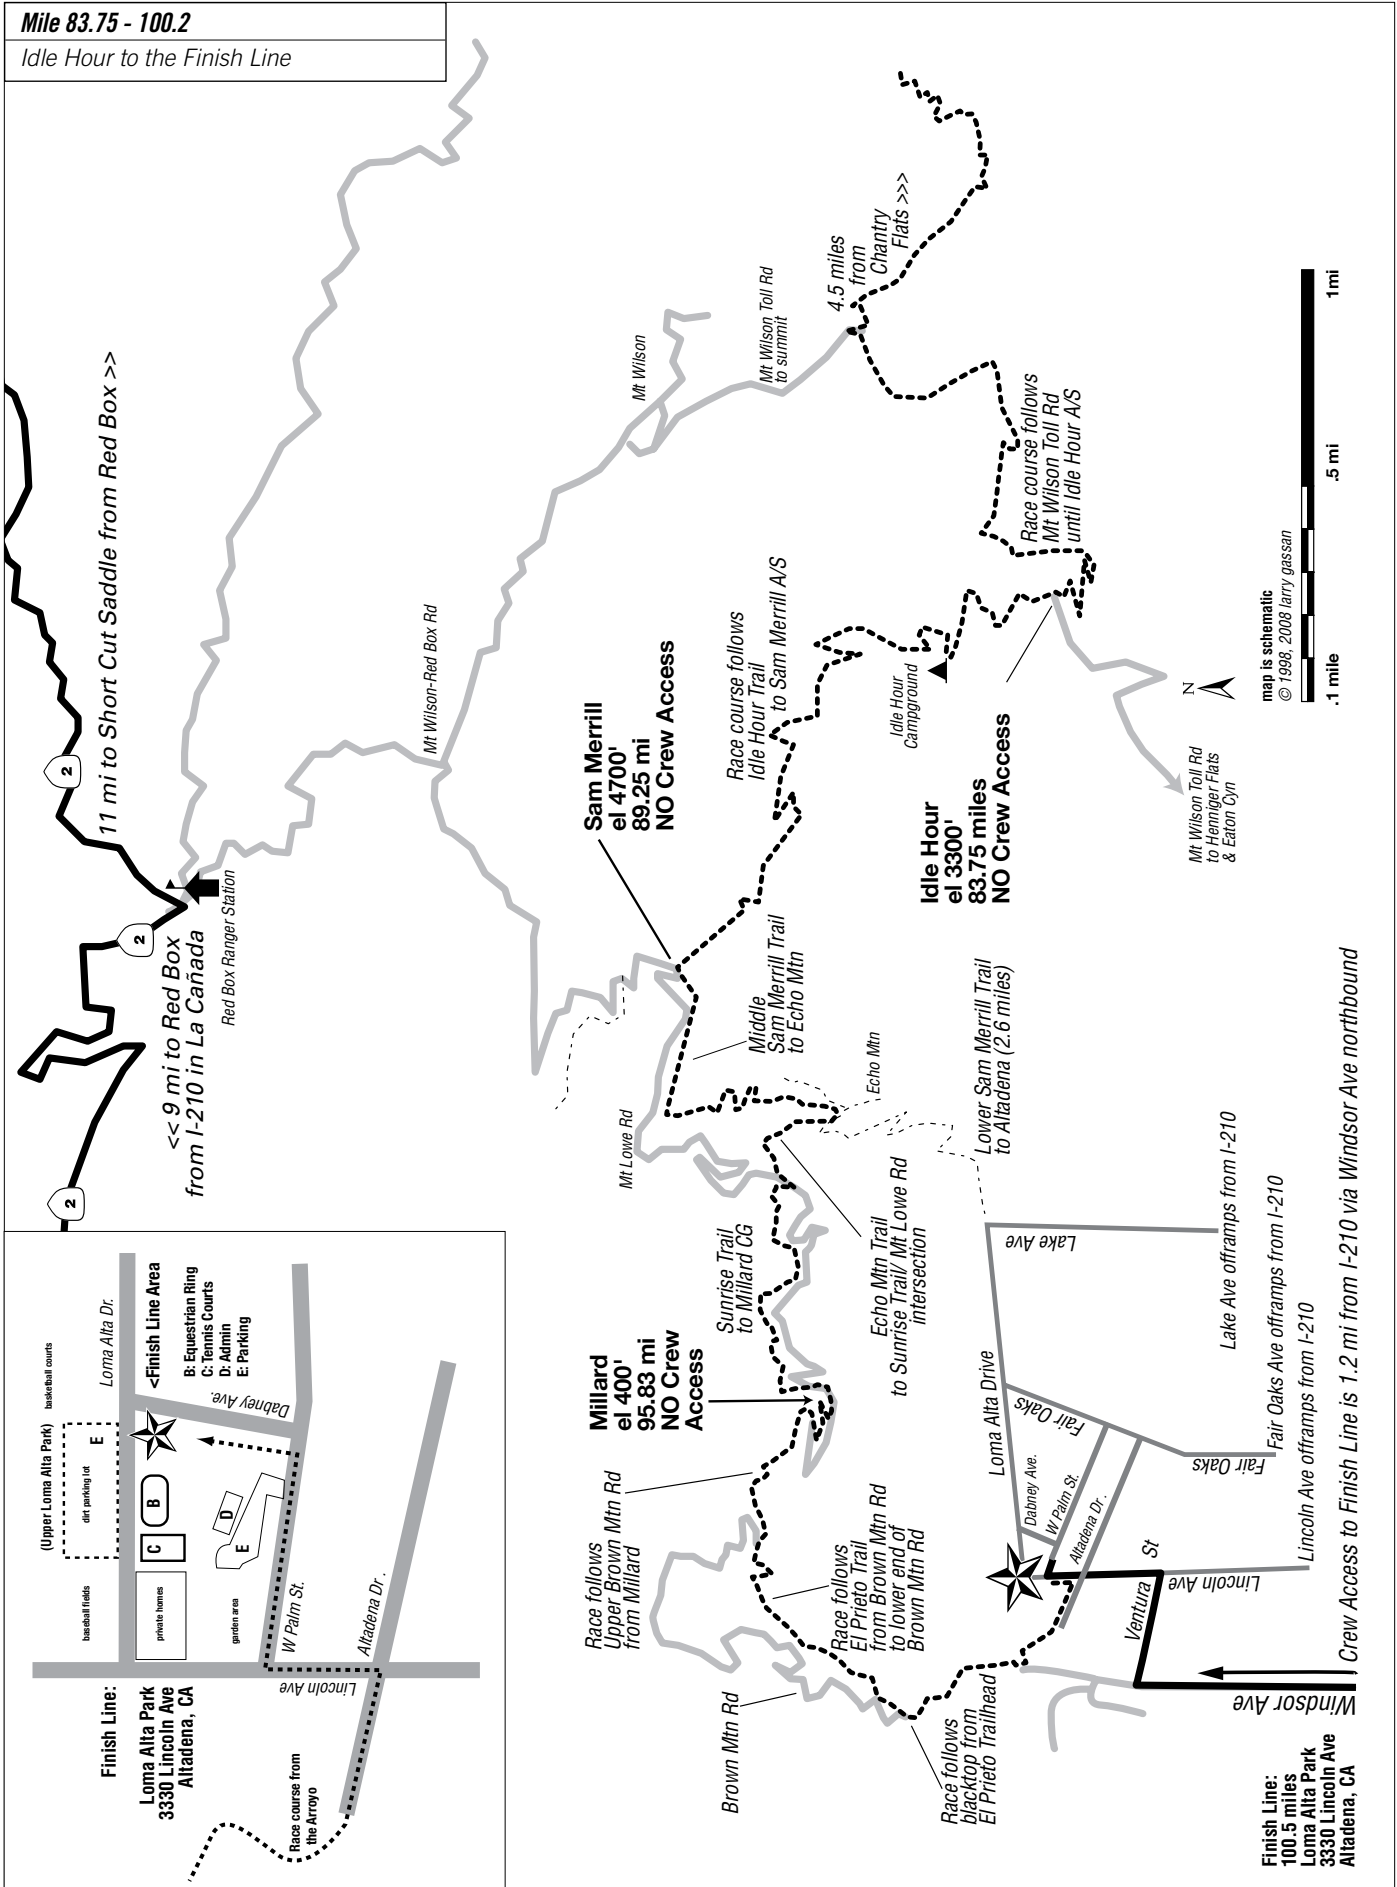 Mile 83.75 - 100.2
Idle Hour to the Finish Line
11 mi to Short Cut Saddle from Red Box >>
2
2
2
<< 9 mi to Red Box
from I-210 in La Cañada
Red Box Ranger Station
Mt Wilson-Red Box Rd
Mt Wilson
Mt Wilson Toll Rd
to summit
4.5 miles
from
Chantry
Flats >>>
Race course follows
Mt Wilson Toll Rd
until Idle Hour A/S
Race course follows
Idle Hour Trail
to Sam Merrill A/S
Idle Hour
Campground
Idle Hour
el 3300'
83.75 miles
NO Crew Access
Mt Wilson Toll Rd
to Henniger Flats
& Eaton Cyn
N
map is schematic
© 1998, 2008 larry gassan
.1 mile
.5 mi
1mi
Sam Merrill
el 4700'
89.25 mi
NO Crew Access
Middle
Sam Merrill Trail
to Echo Mtn
Mt Lowe Rd
Echo Mtn
Lower Sam Merrill Trail
to Altadena (2.6 miles)
Echo Mtn Trail
to Sunrise Trail/ Mt Lowe Rd
intersection
Sunrise Trail
to Millard CG
Millard
el 400'
95.83 mi
NO Crew
Access
Race follows
Upper Brown Mtn Rd
from Millard
Race follows
El Prieto Trail
from Brown Mtn Rd
to lower end of
Brown Mtn Rd
Brown Mtn Rd
Race follows
blacktop from
El Prieto Trailhead
Loma Alta Drive
Lake Ave
Lake Ave offramps from I-210
Fair Oaks
Fair Oaks
Fair Oaks Ave offramps from I-210
Dabney Ave.
W Palm St.
Altadena Dr .
Lincoln Ave
Lincoln Ave offramps from I-210
Ventura
St
Windsor Ave
Crew Access to Finish Line is 1.2 mi from I-210 via Windsor Ave northbound
Finish Line:
100.5 miles
Loma Alta Park
3330 Lincoln Ave
Altadena, CA
Finish Line:
Loma Alta Park
3330 Lincoln Ave
Altadena, CA
Race course from
the Arroyo
(Upper Loma Alta Park)
baseball fields
dirt parking lot
E
basketball courts
Loma Alta Dr.
<Finish Line Area
B: Equestrian Ring
C: Tennis Courts
D: Admin
E: Parking
private homes
C
B
garden area
E
D
Dabney Ave.
W Palm St.
Lincoln Ave
Altadena Dr .